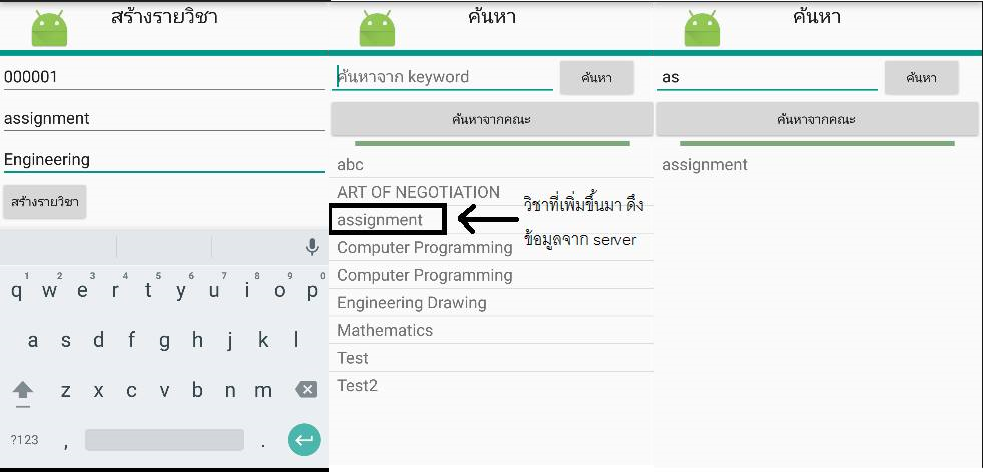 สร้างรายวิชา
000001
assignment
Engineering
สร้างรายวิชา
1 2 3 4 5 6 7 8 9 0
q w e r t y u i o p
a s d f g h j k l
z x c v b n m
?123 , .
ค้นหา
ค้นหาจาก keyword
ค้นหา
ค้นหาจากคณะ
abc
ART OF NEGOTIATION
assignment
Computer Programming
Computer Programming
Engineering Drawing
Mathematics
Test
Test2
วิชาที่เพิ่มขึ้นมา ดึง
ข้อมูลจาก server
ค้นหา
as
ค้นหา
ค้นหาจากคณะ
assignment